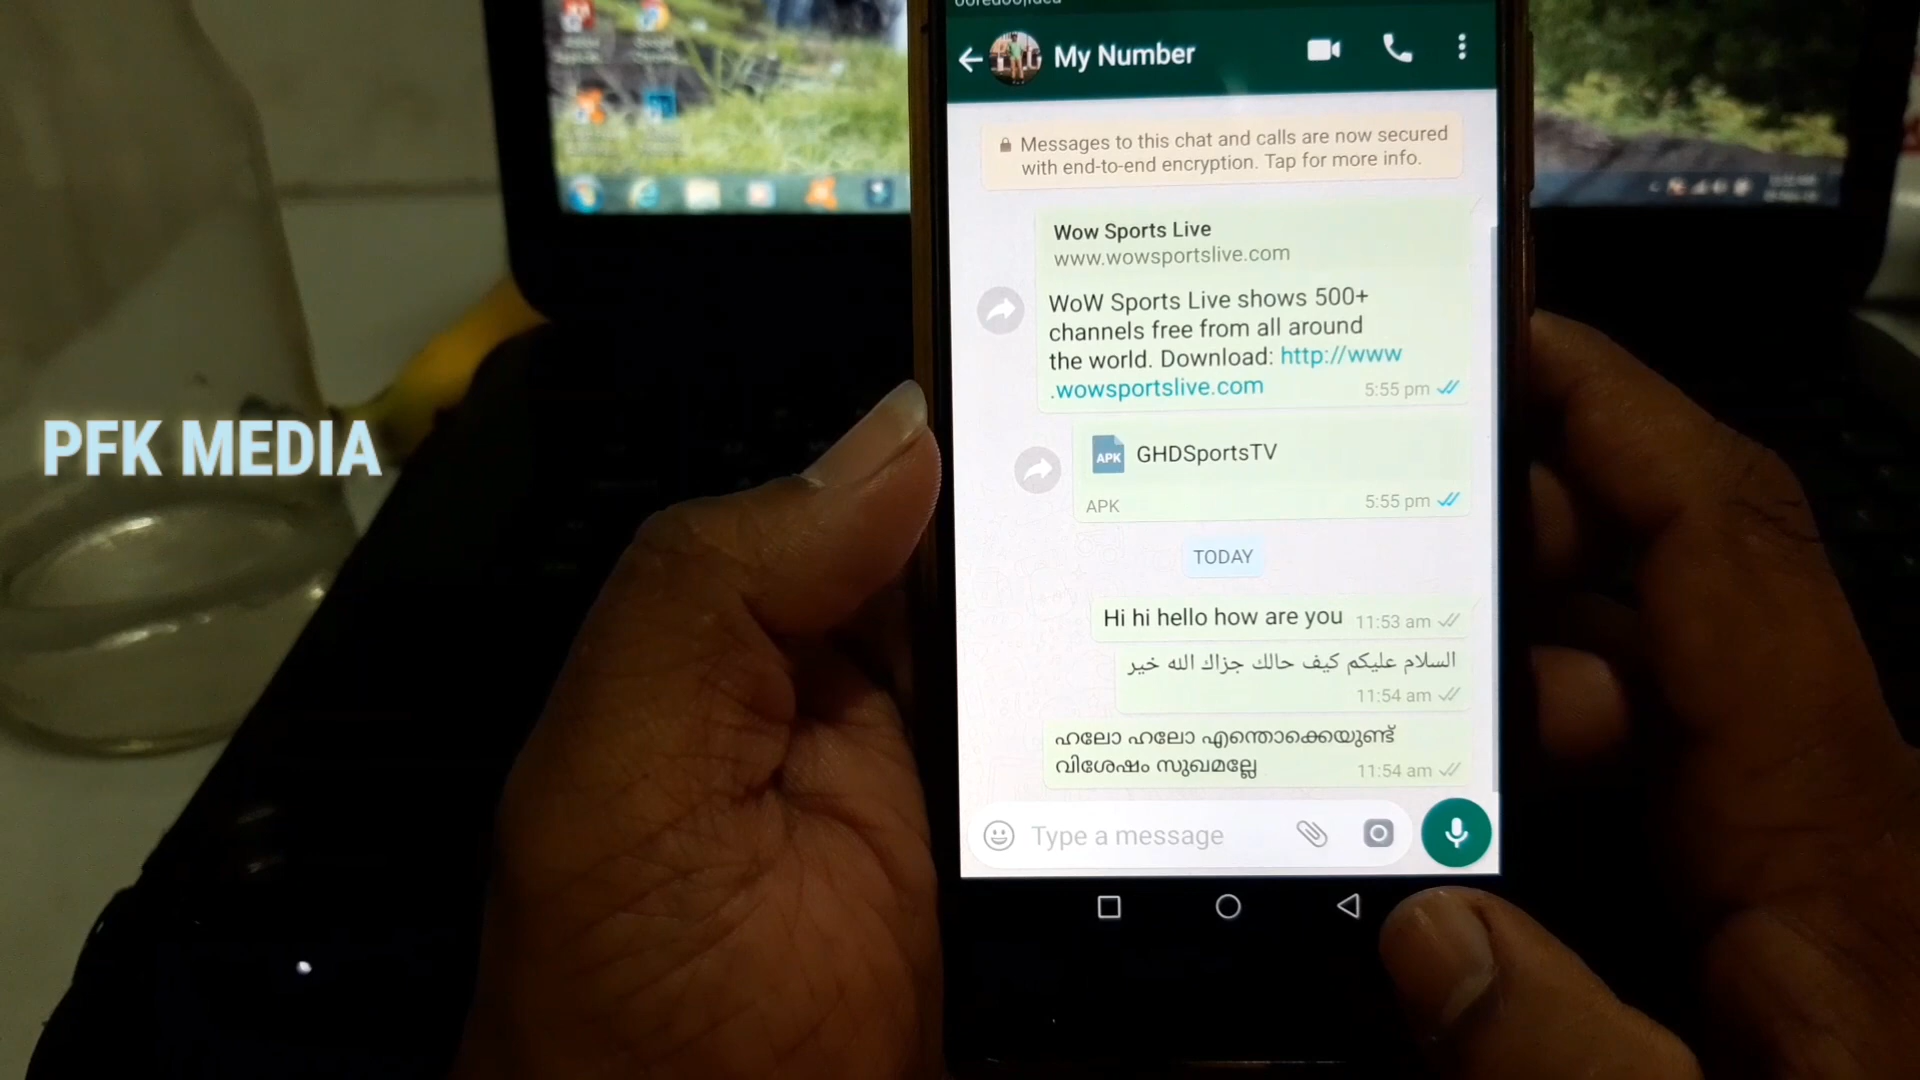 My Number
Messages to this chat and calls are now secured
with end-to-end encryption. Tap for more info.
Wow Sports Live
www.wowsportslive.com
WoW Sports Live shows 500+
channels free from all around
the world. Download: http://www
.wowsportslive.com
5:55 pm
APK
GHDSportsTV
APK
5:55 pm
TODAY
Hi hi hello how are you
11:53 am
السلام عليكم كيف حالك جزاك الله خير
11:54 am
ഹലോ ഹലോ എന്തൊക്കെയുണ്ട്
വിശേഷം സുഖമല്ലേ
11:54 am
Type a message
PFK MEDIA